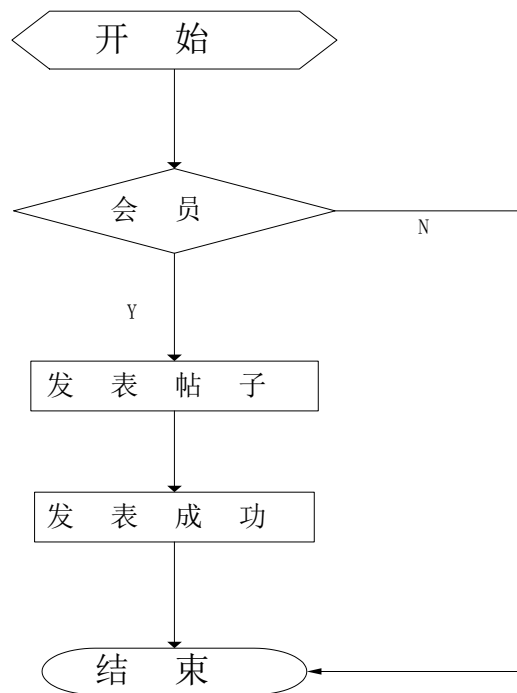 开 始
会 员
N
Y
发 表 帖 子
发 表 成 功
结 束